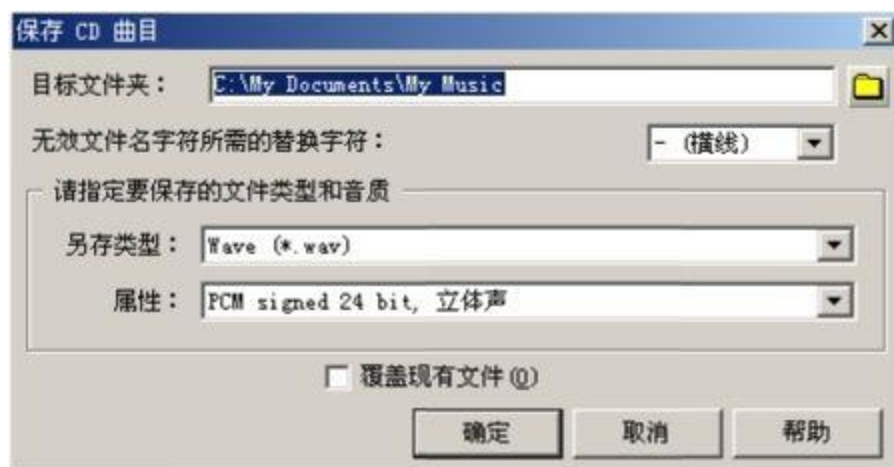 保存 CD 曲目
目标文件夹： C:\My Documents\My Music
无效文件名字符所需的替换字符： - (横线)
请指定要保存的文件类型和音质
另存类型： Wave (*.wav)
属性： PCM signed 24 bit, 立体声
覆盖现有文件(O)
确定 取消 帮助